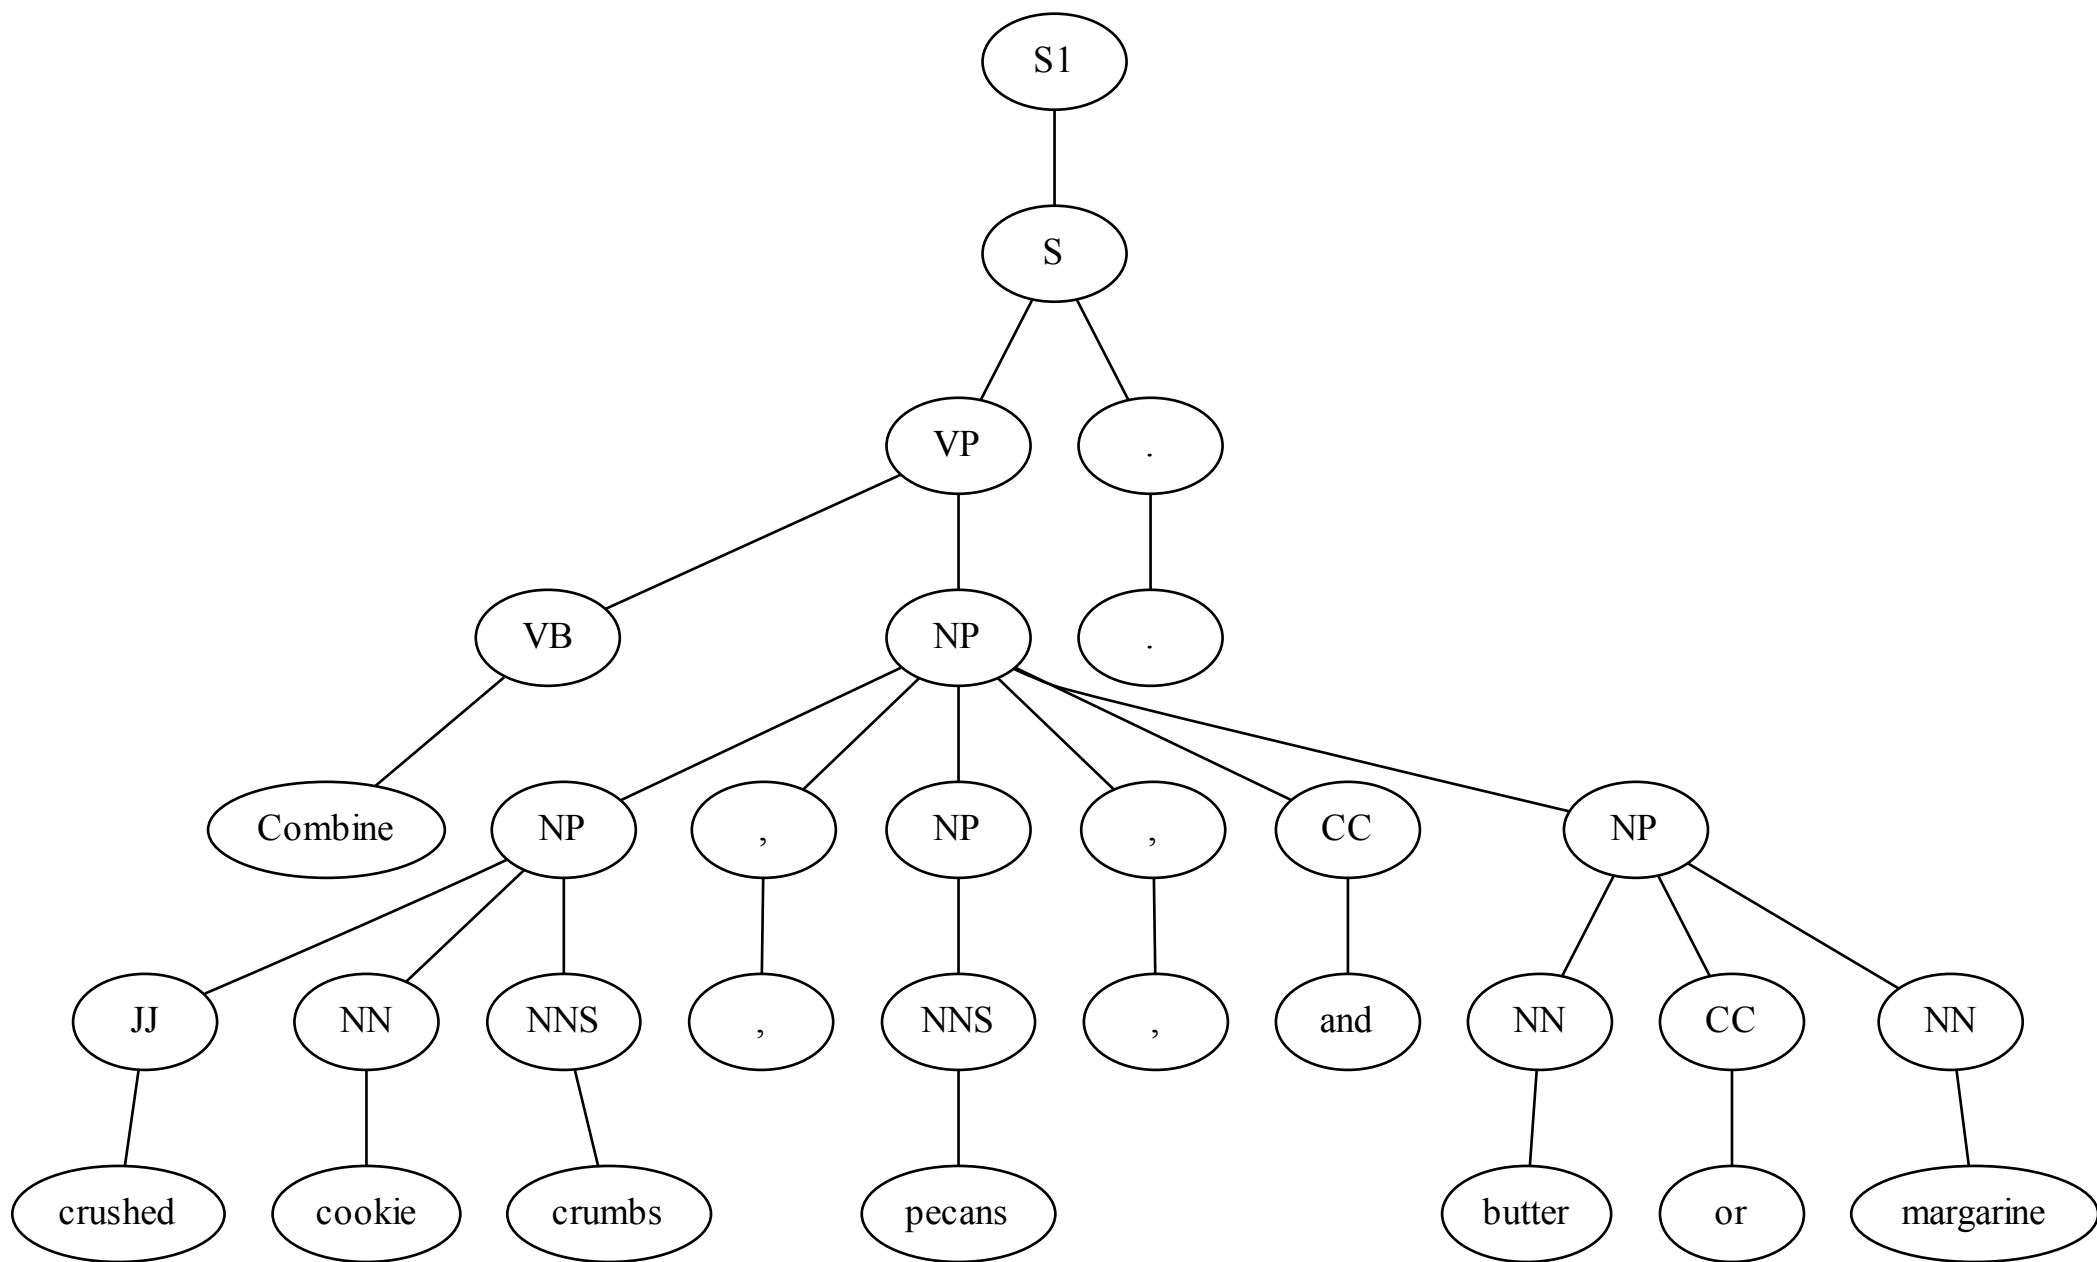 S1
S
VP .
VB NP .
Combine NP , NP , CC NP
JJ NN NNS , NNS , and NN CC NN
crushed cookie crumbs pecans butter or margarine